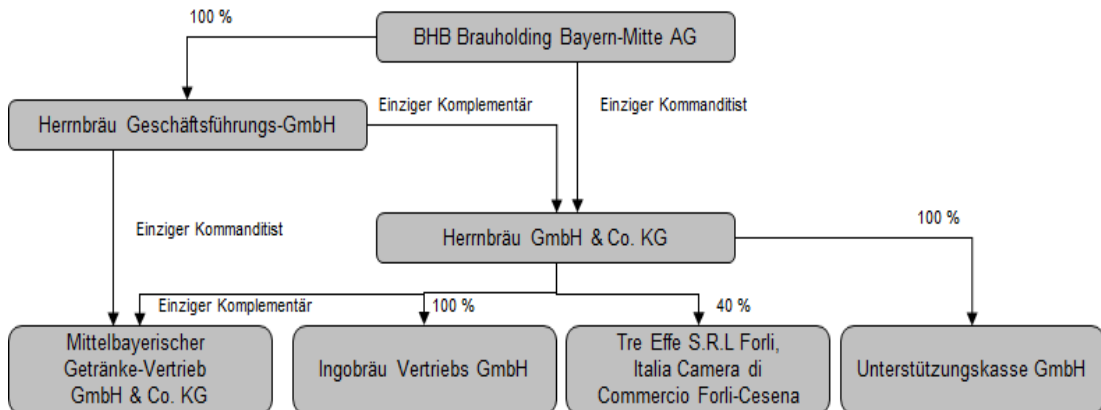 100 %
BHB Brauholding Bayern-Mitte AG
Einziger Komplementär
Einziger Kommanditist
Herrnbräu Geschäftsführungs-GmbH
Einziger Kommanditist
Herrnbräu GmbH & Co. KG
100 %
Einziger Komplementär
100 %
40 %
Mittelbayerischer
Getränke-Vertrieb
GmbH & Co. KG
Ingobräu Vertriebs GmbH
Tre Effe S.R.L Forli,
Italia Camera di
Commercio Forli-Cesena
Unterstützungskasse GmbH